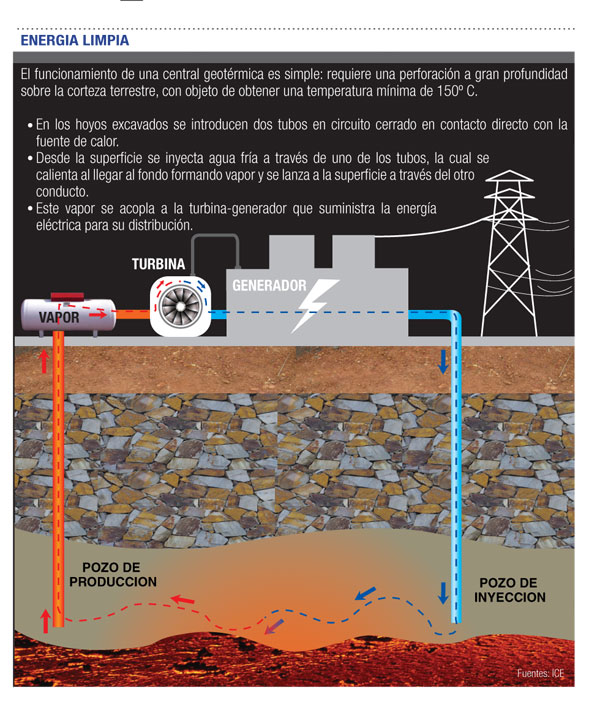 ENERGIA LIMPIA
El funcionamiento de una central geotérmica es simple: requiere una perforación a gran profundidad
sobre la corteza terrestre, con objeto de obtener una temperatura mínima de 150º C.
• En los hoyos excavados se introducen dos tubos en circuito cerrado en contacto directo con la
fuente de calor.
• Desde la superficie se inyecta agua fría a través de uno de los tubos, la cual se
calienta al llegar al fondo formando vapor y se lanza a la superficie a través del otro
conducto.
• Este vapor se acopla a la turbina-generador que suministra la energía
eléctrica para su distribución.
TURBINA
GENERADOR
VAPOR
POZO DE
PRODUCCION
POZO DE
INYECCION
Fuentes: ICE